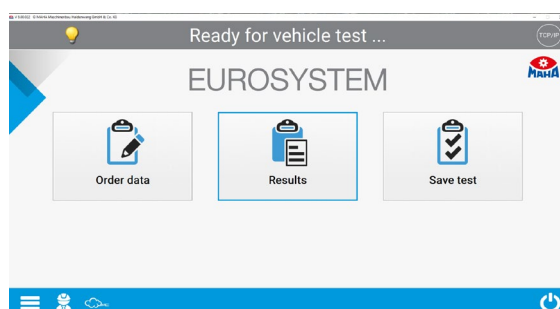 Ready for vehicle test ...
TCP/IP
MAHA
EUROSYSTEM
Order data
Results
Save test